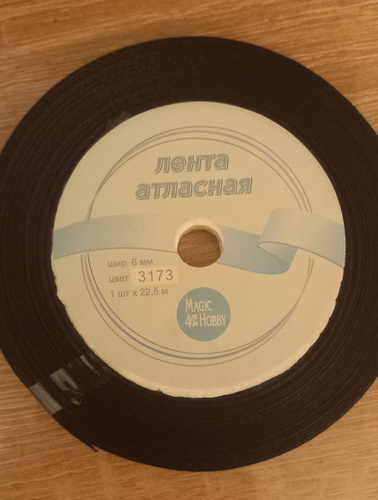 лента
атласная
шир. 6 мм
цвет 3173
1 шт x 22,5 м
MAGIC
4 HOBBY